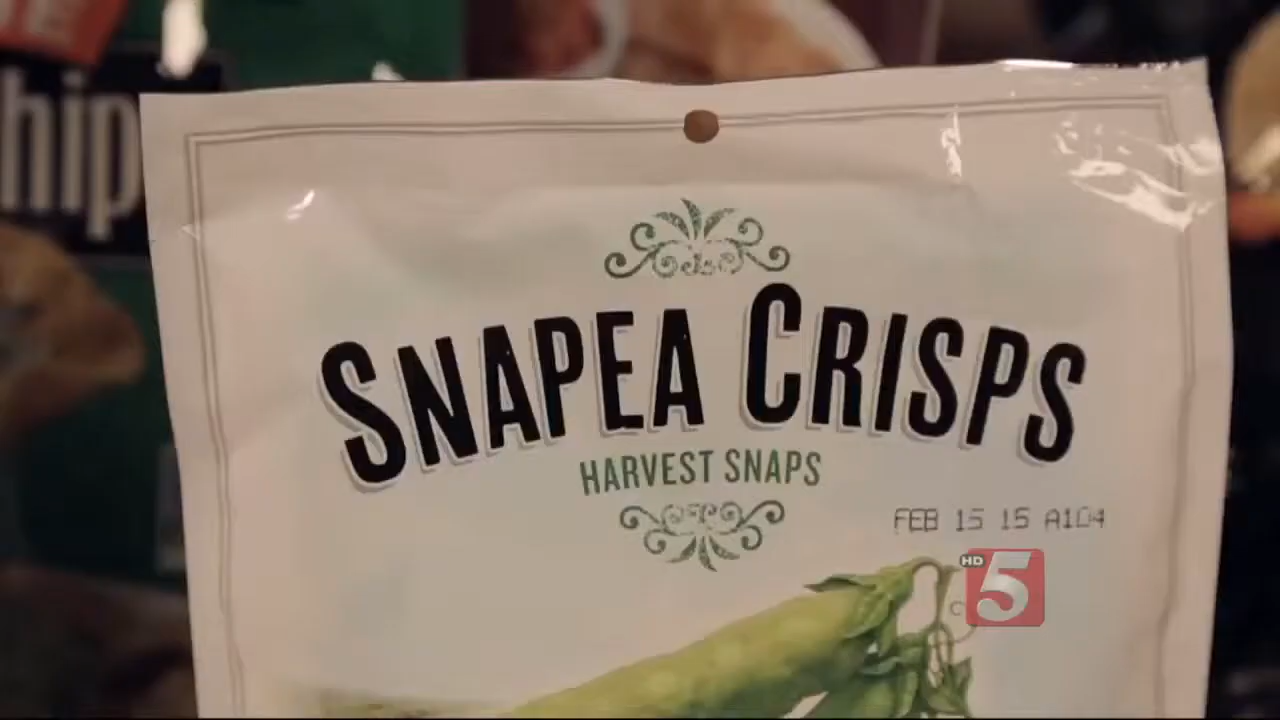 hip
SNAPEA CRISPS
HARVEST SNAPS
FEB 15 15 A104
HD
5